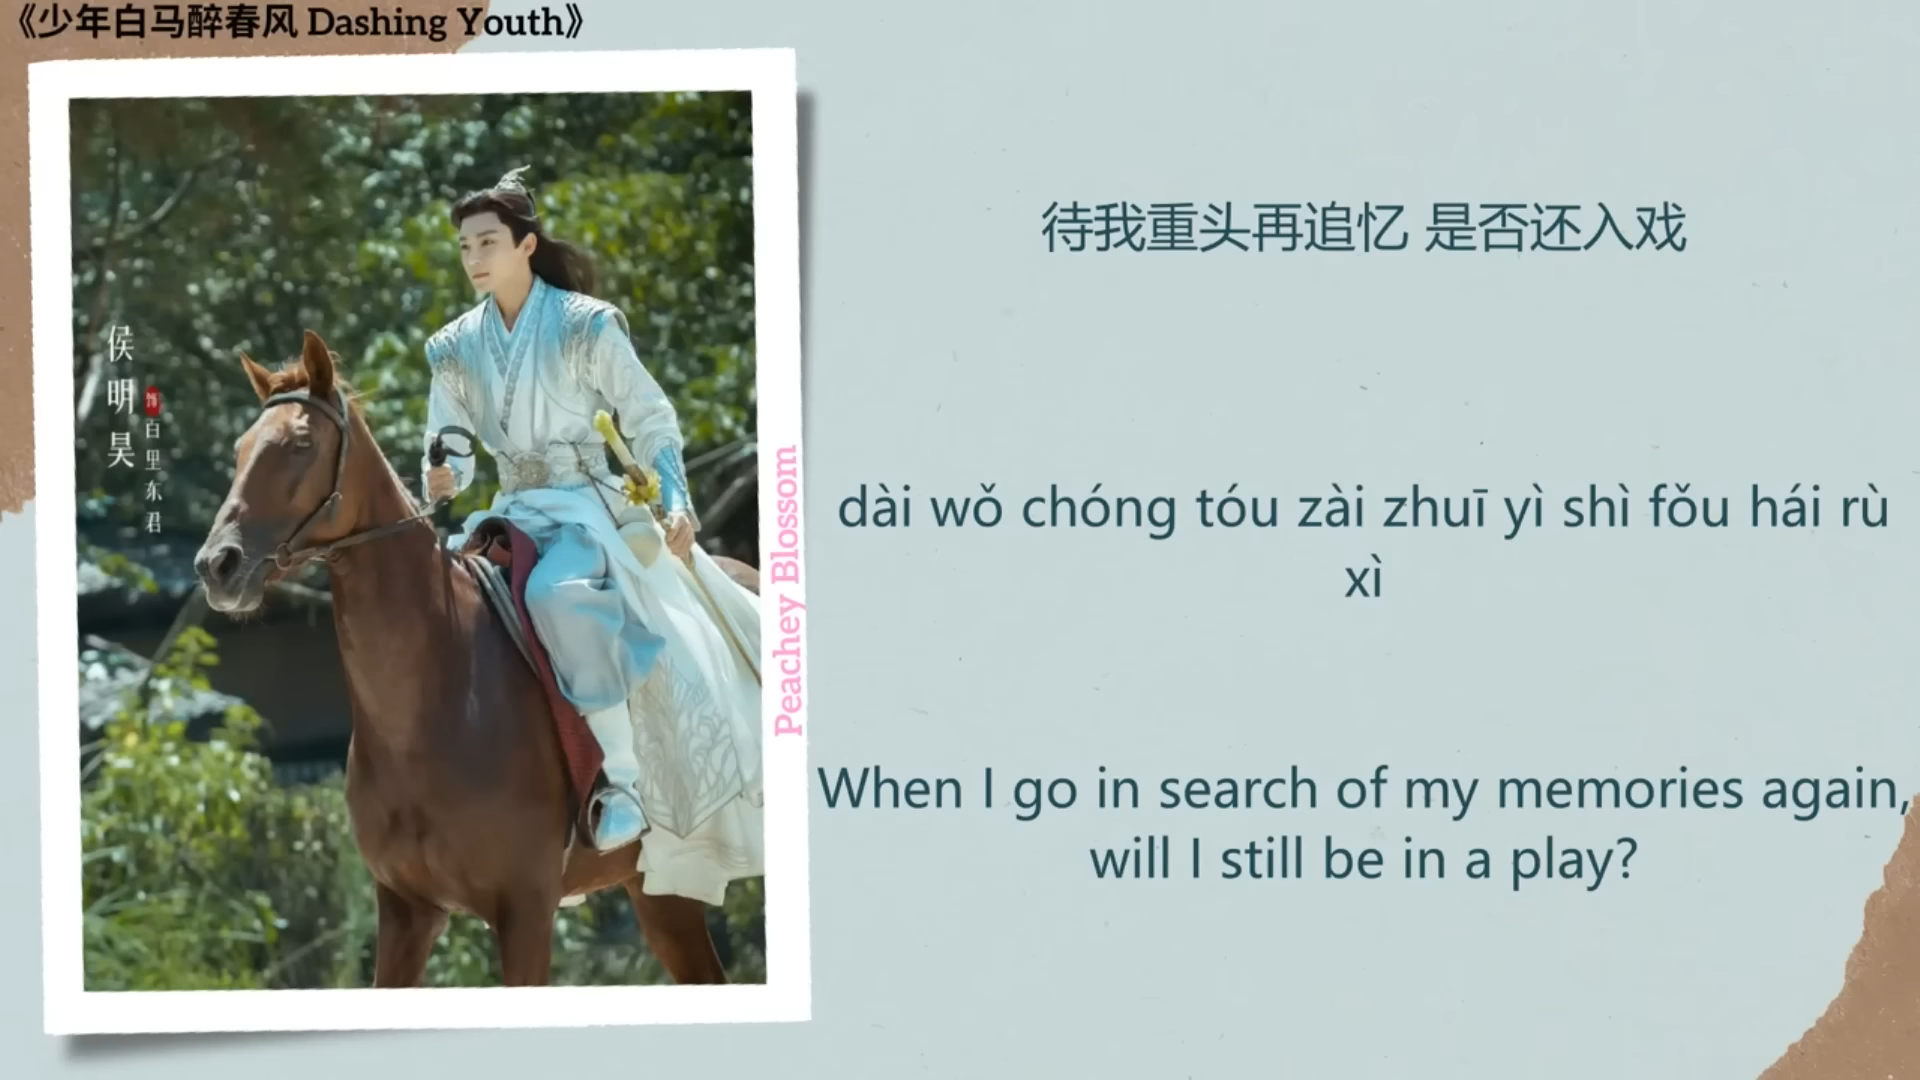 《少年白马醉春风 Dashing Youth》
侯明昊
饰百里东君
Peachey Blossom
待我重头再追忆 是否还入戏
dài wǒ chóng tóu zài zhuī yì shì fǒu hái rù
xì
When I go in search of my memories again,
will I still be in a play?